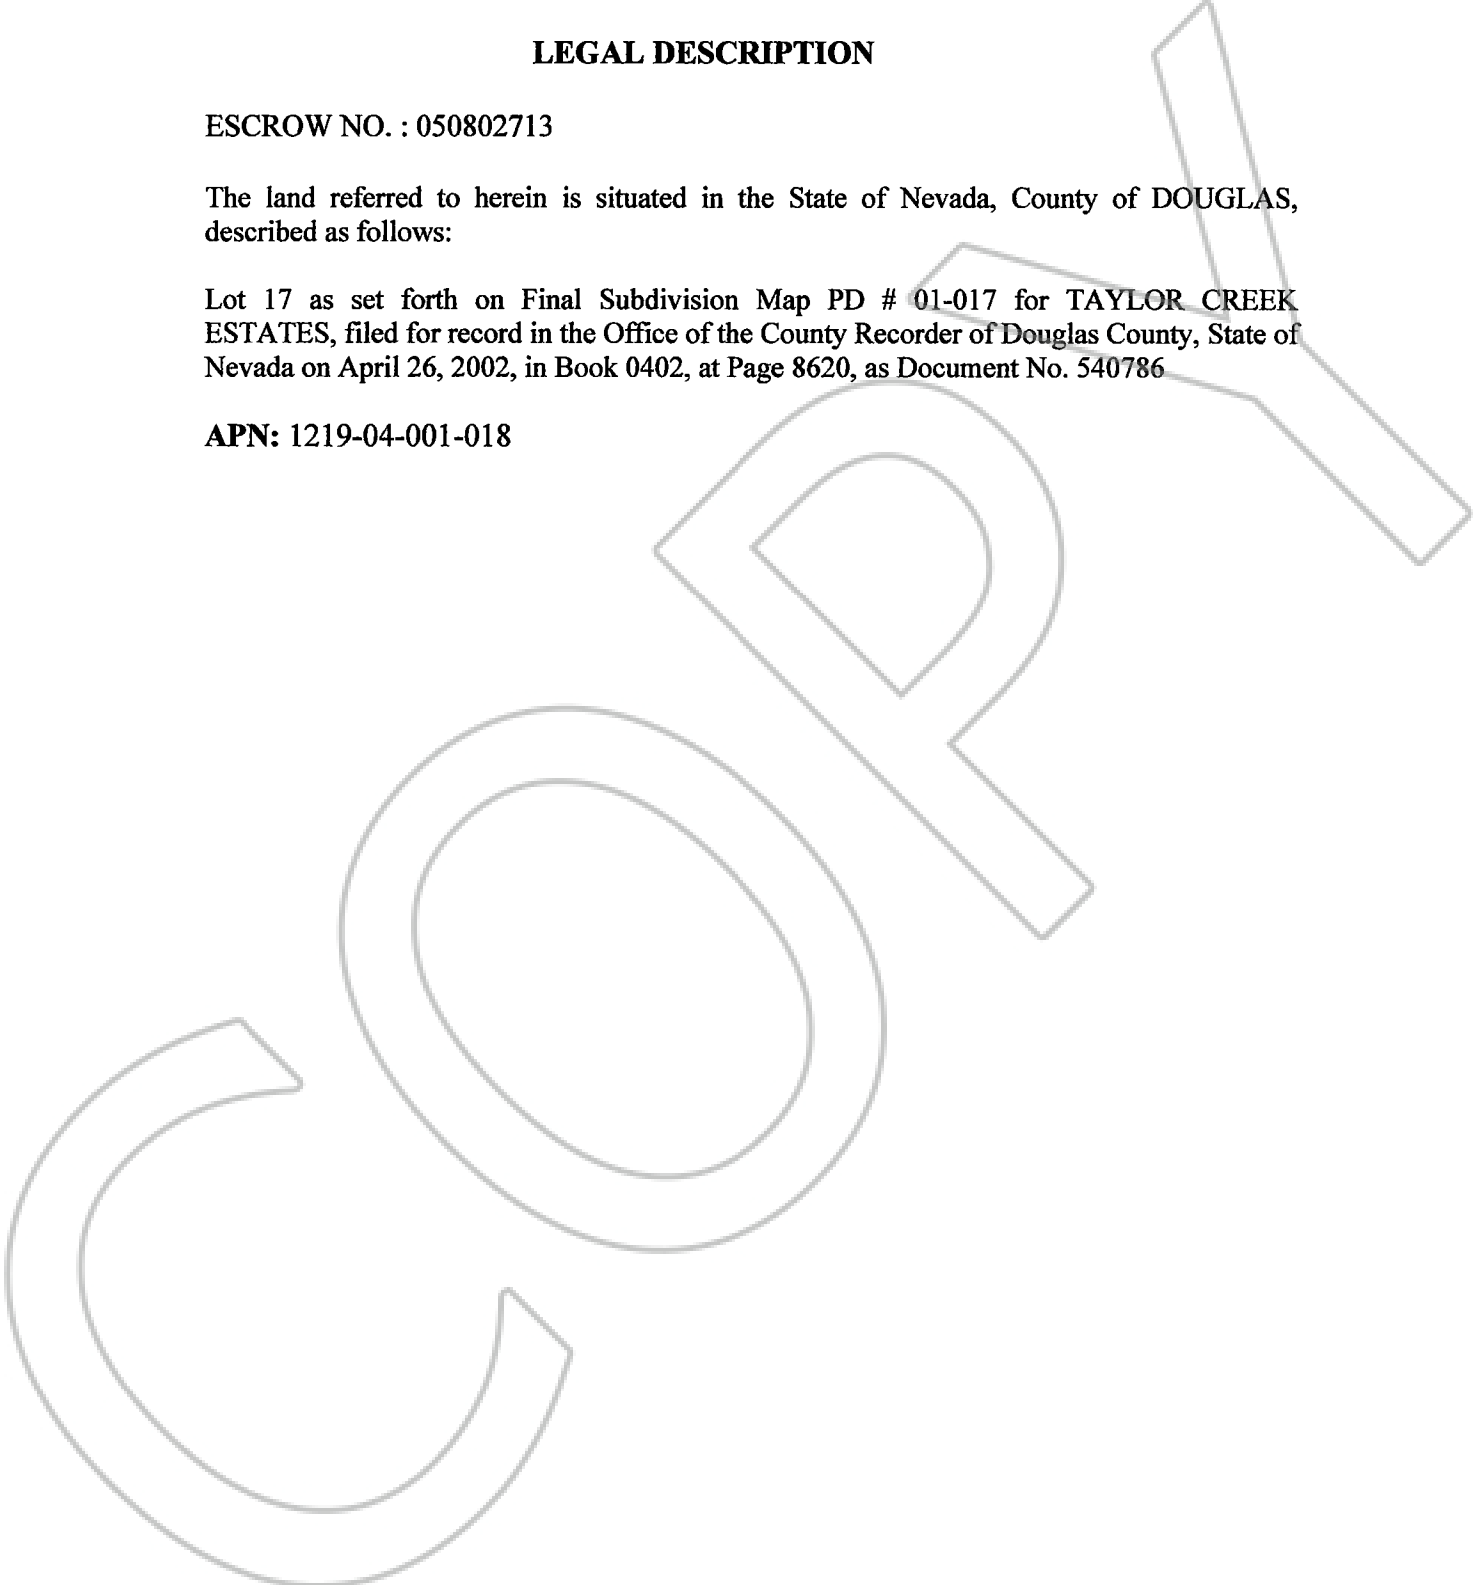 LEGAL DESCRIPTION
ESCROW NO. : 050802713
The land referred to herein is situated in the State of Nevada, County of DOUGLAS,
described as follows:
Lot 17 as set forth on Final Subdivision Map PD # 01-017 for TAYLOR CREEK
ESTATES, filed for record in the Office of the County Recorder of Douglas County, State of
Nevada on April 26, 2002, in Book 0402, at Page 8620, as Document No. 540786
APN: 1219-04-001-018
COPY